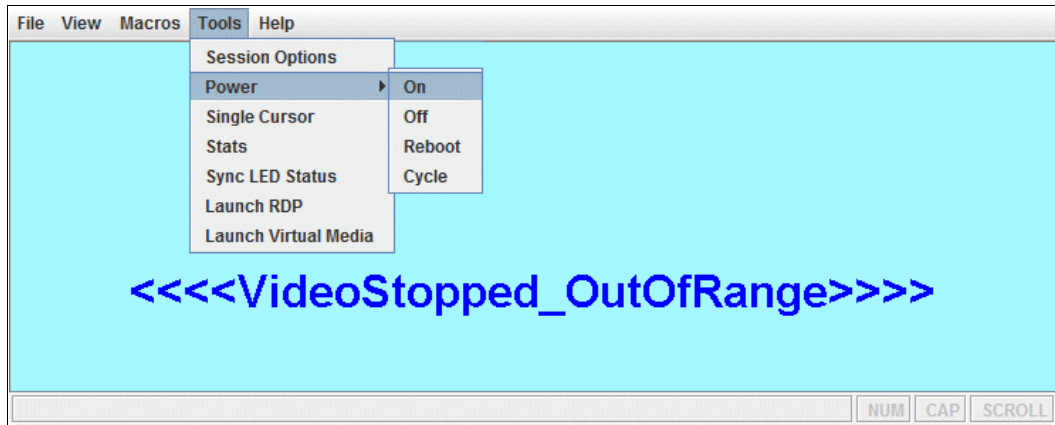 File View Macros Tools Help
Session Options
Power
On
Single Cursor
Off
Stats
Reboot
Sync LED Status
Cycle
Launch RDP
Launch Virtual Media
<<<<VideoStopped_OutOfRange>>>>
NUM CAP SCROLL